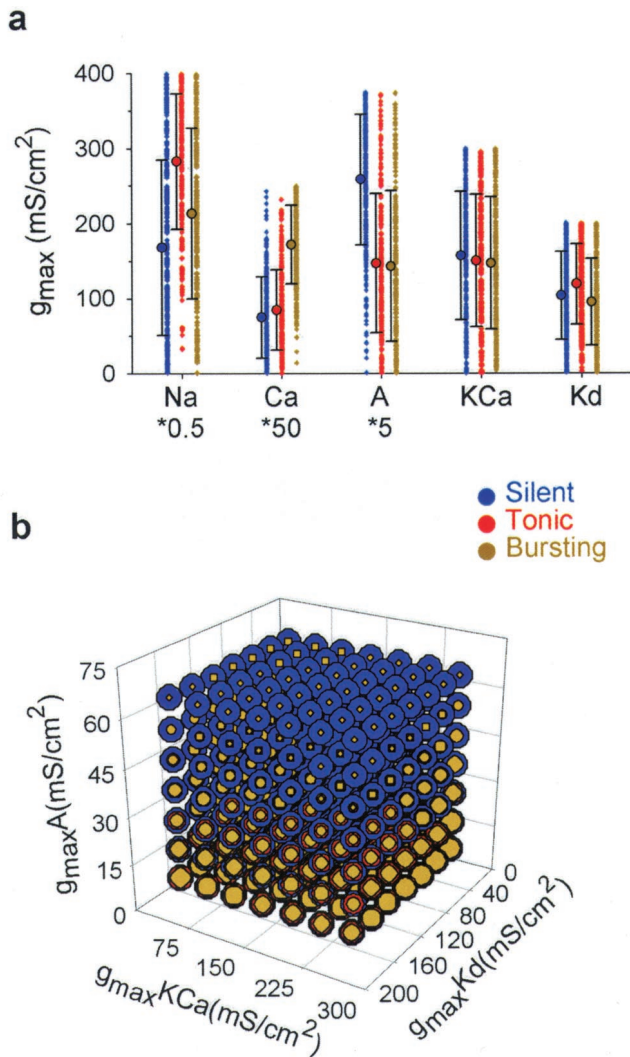 a
400
300
200
100
0
gmax (mS/cm²)
Na Ca A KCa Kd
*0.5 *50 *5
Silent
Tonic
Bursting
b
75
60
45
30
15
0
gmaxA(mS/cm²)
75
150
225
300
gmaxKCa(mS/cm²)
0
40
80
120
160
200
gmaxKd(mS/cm²)